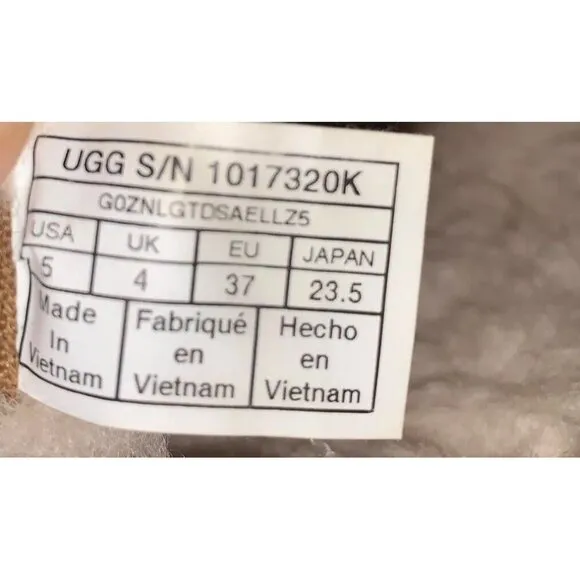 UGG S/N 1017320K
G0ZNLGTDSAELLZ5
USA UK EU JAPAN
5 4 37 23.5
Made Fabriqué Hecho
In en en
Vietnam Vietnam Vietnam